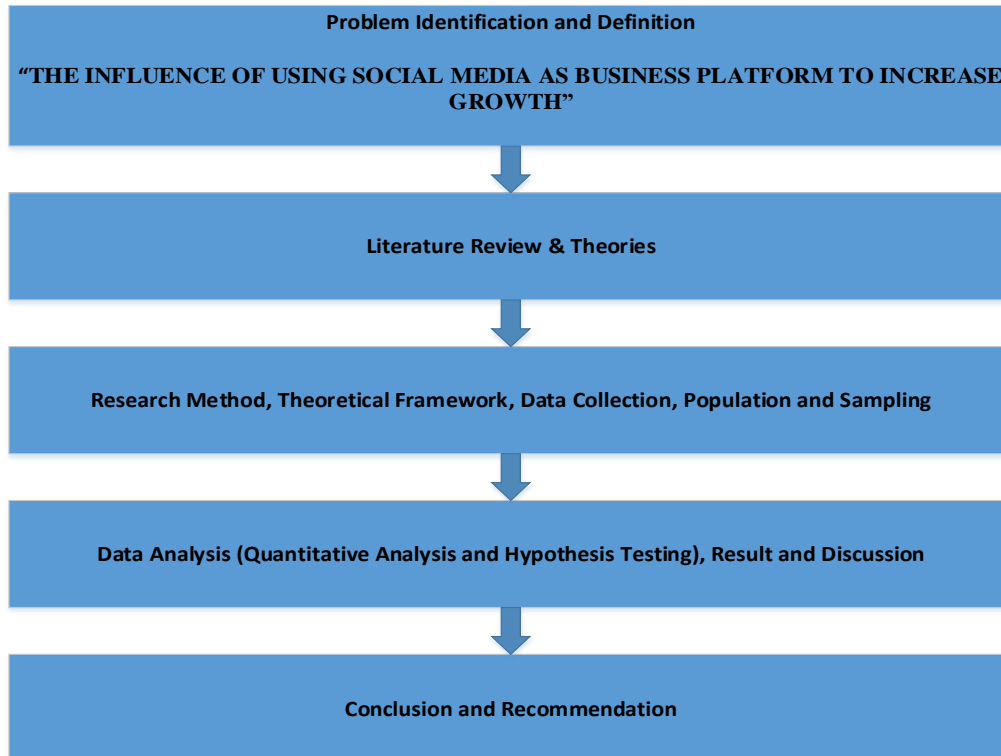 Problem Identification and Definition
“THE INFLUENCE OF USING SOCIAL MEDIA AS BUSINESS PLATFORM TO INCREASE
GROWTH”
Literature Review & Theories
Research Method, Theoretical Framework, Data Collection, Population and Sampling
Data Analysis (Quantitative Analysis and Hypothesis Testing), Result and Discussion
Conclusion and Recommendation